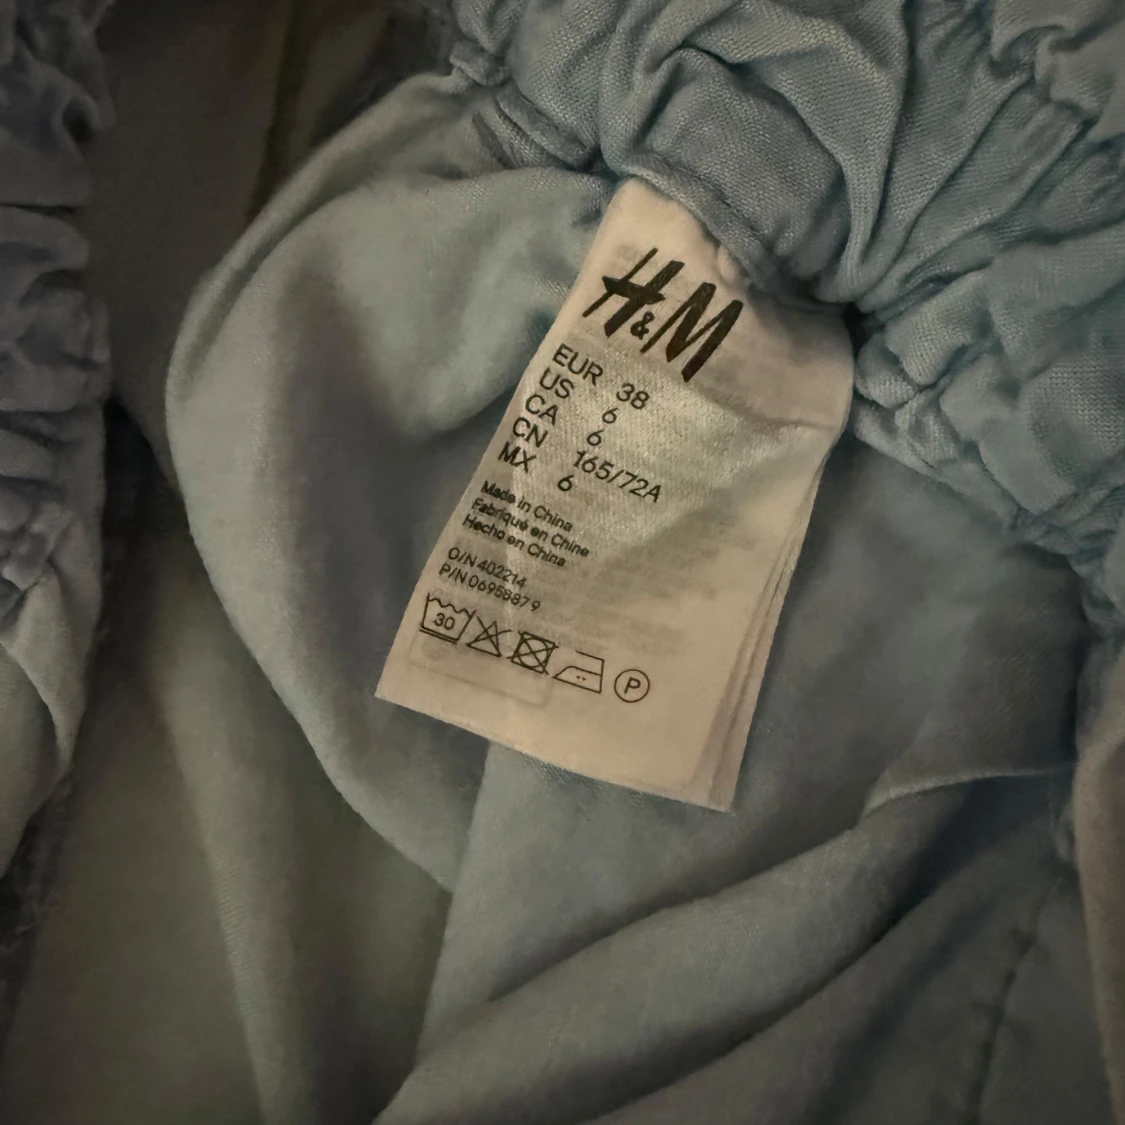 H&M
EUR 38
US 6
CA 6
CN 165/72A
MX 6
Made in China
Fabriqué en Chine
Hecho en China
O/N 402214
P/N 06958879
30
P